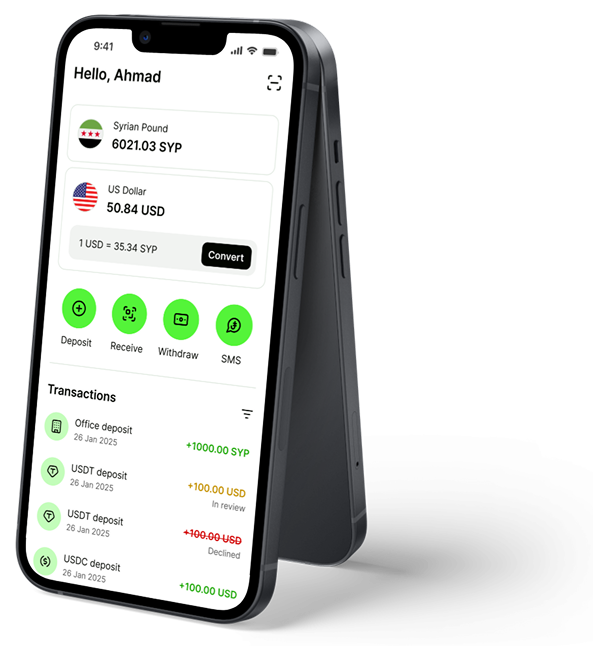 9:41
Hello, Ahmad
Syrian Pound
6021.03 SYP
US Dollar
50.84 USD
1 USD = 35.34 SYP
Convert
Deposit
Receive
Withdraw
SMS
Transactions
Office deposit
26 Jan 2025
+1000.00 SYP
USDT deposit
26 Jan 2025
+100.00 USD
In review
USDT deposit
26 Jan 2025
+100.00 USD
Declined
USDC deposit
26 Jan 2025
+100.00 USD